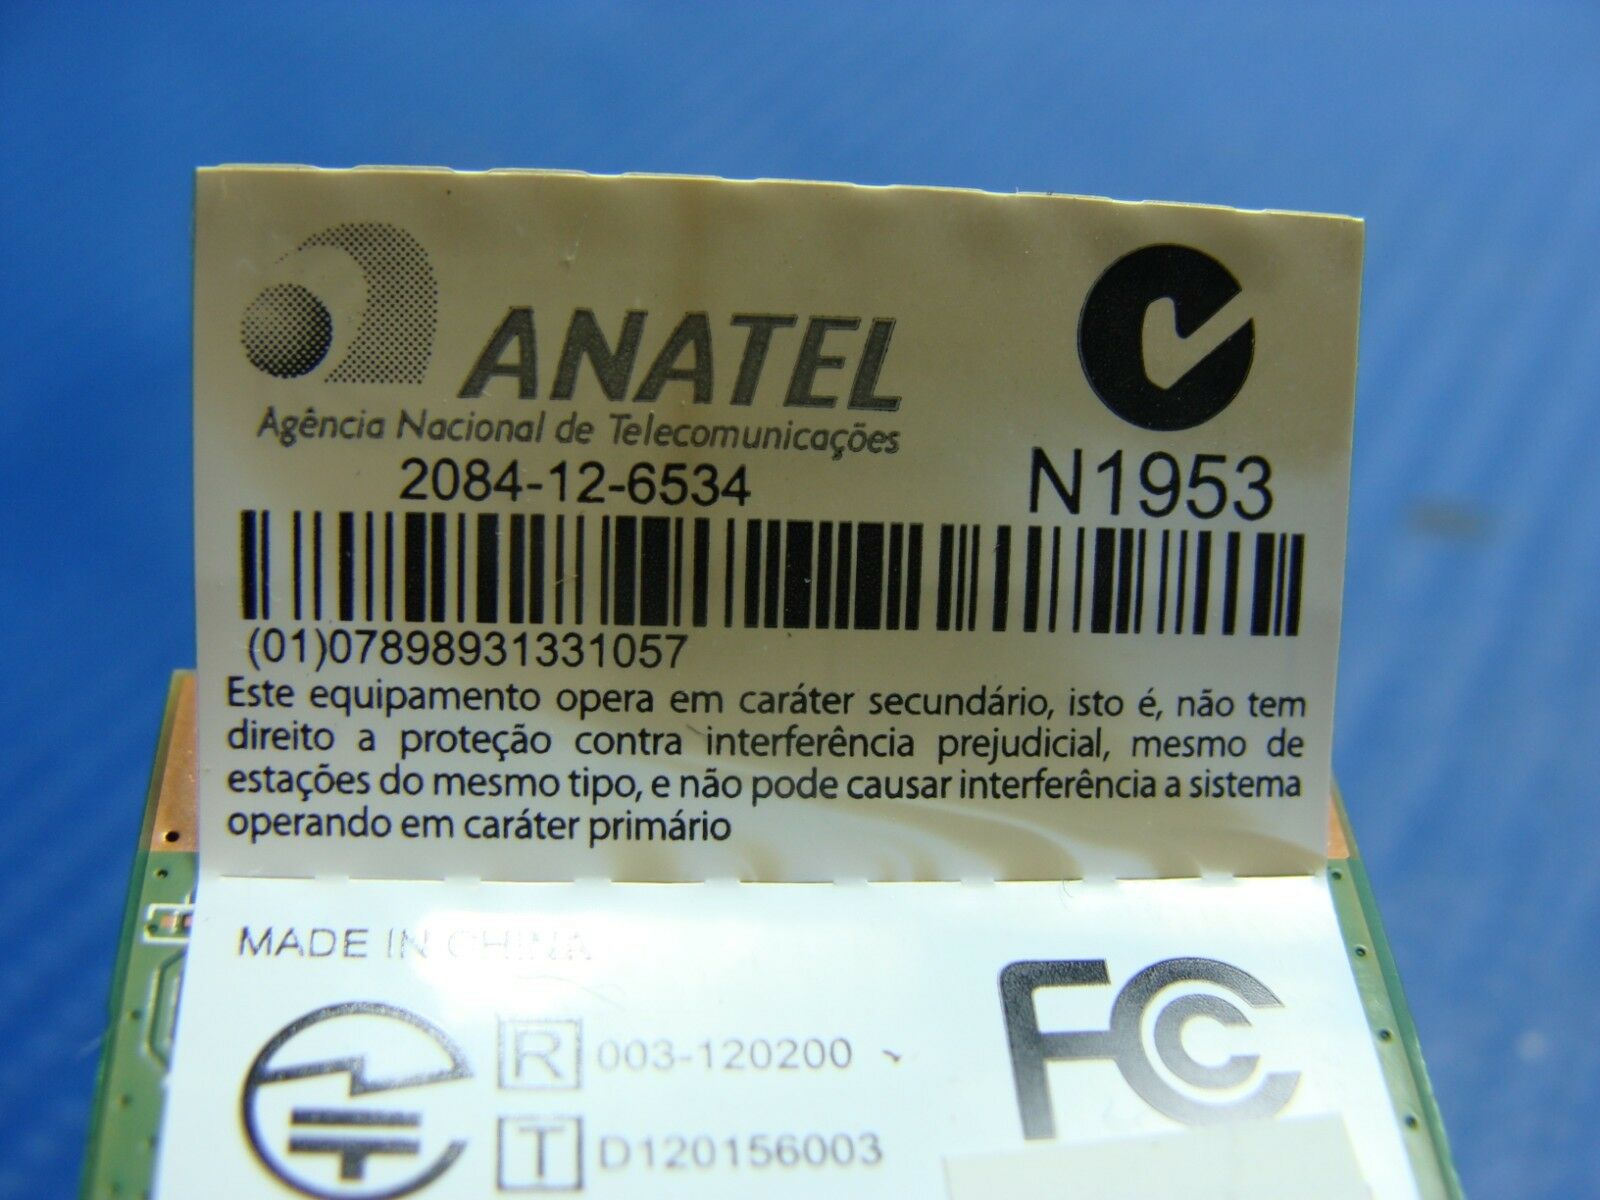 ANATEL
Agência Nacional de Telecomunicações
2084-12-6534
N1953
(01)07898931331057
Este equipamento opera em caráter secundário, isto é, não tem
direito a proteção contra interferência prejudicial, mesmo de
estações do mesmo tipo, e não pode causar interferência a sistema
operando em caráter primário
MADE IN CHINA
FC
R 003-120200
T D120156003